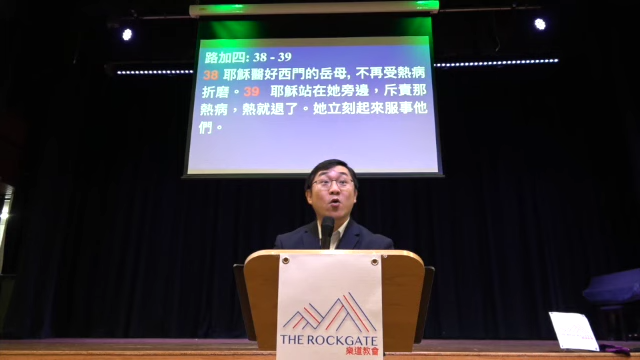 路加四: 38 - 39
38 耶穌醫好西門的岳母, 不再受熱病
折磨。39 耶穌站在她旁邊，斥責那
熱病，熱就退了。她立刻起來服事他
們。
THE ROCKGATE
樂道教會